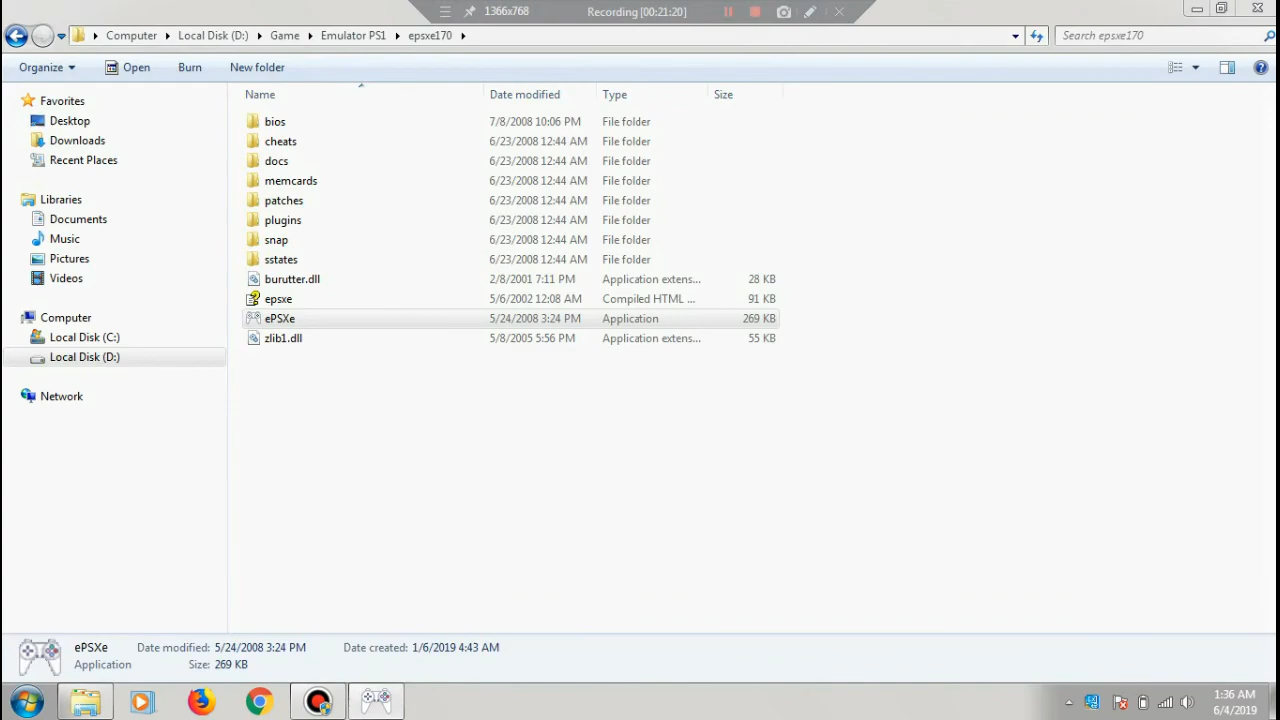 1366x768
Recording [00:21:20]
Computer
Local Disk (D:)
Game
Emulator PS1
epsxe170
Search epsxe170
Organize
Open
Burn
New folder
Name
Date modified
Type
Size
Favorites
Desktop
Downloads
Recent Places
Libraries
Documents
Music
Pictures
Videos
Computer
Local Disk (C:)
Local Disk (D:)
Network
bios 7/8/2008 10:06 PM File folder
cheats 6/23/2008 12:44 AM File folder
docs 6/23/2008 12:44 AM File folder
memcards 6/23/2008 12:44 AM File folder
patches 6/23/2008 12:44 AM File folder
plugins 6/23/2008 12:44 AM File folder
snap 6/23/2008 12:44 AM File folder
sstates 6/23/2008 12:44 AM File folder
burutter.dll 2/8/2001 7:11 PM Application extens... 28 KB
epsxe 5/6/2002 12:08 AM Compiled HTML ... 91 KB
ePSXe 5/24/2008 3:24 PM Application 269 KB
zlib1.dll 5/8/2005 5:56 PM Application extens... 55 KB
ePSXe Date modified: 5/24/2008 3:24 PM Date created: 1/6/2019 4:43 AM
Application Size: 269 KB
1:36 AM
6/4/2019